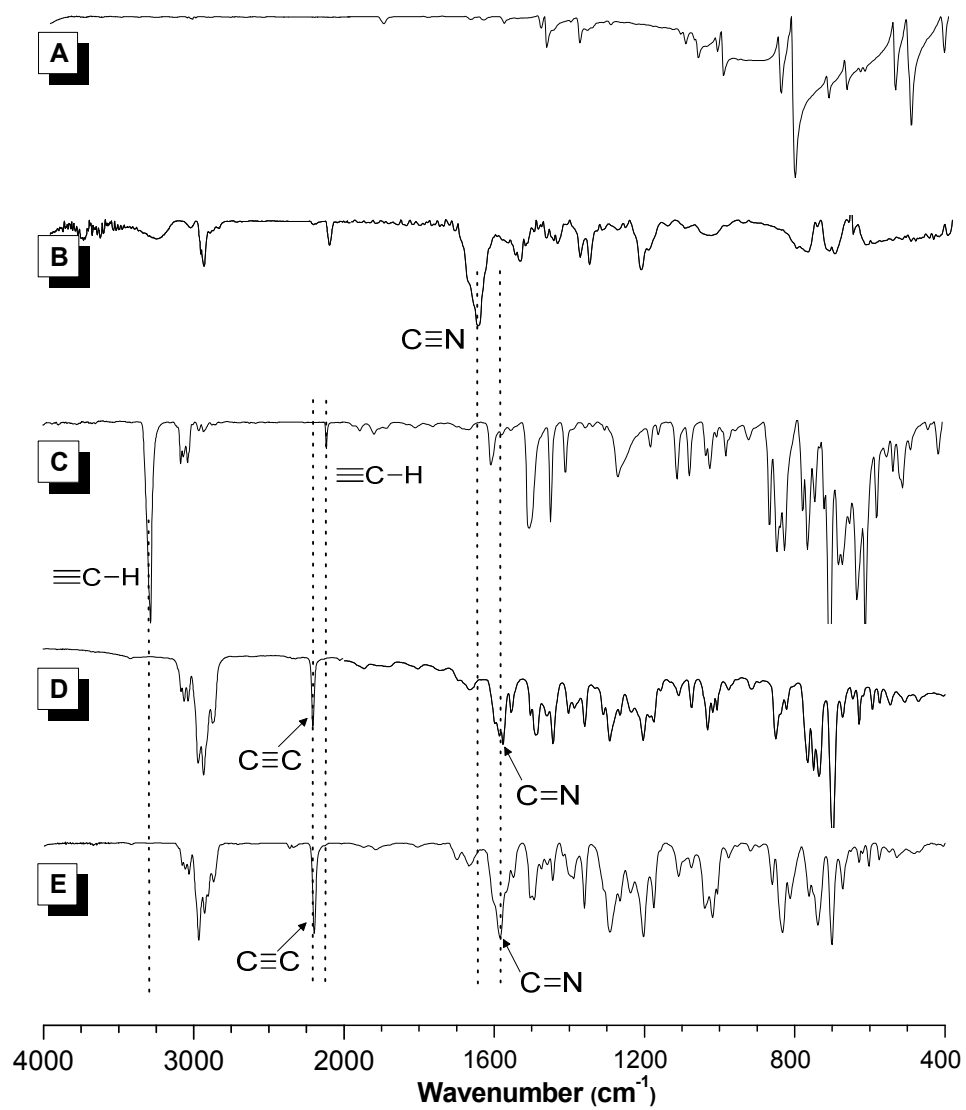 A
B
C≡N
C
≡C–H
≡C–H
D
C≡C
C=N
E
C≡C
C=N
4000 3000 2000 1600 1200 800 400
Wavenumber (cm⁻¹)